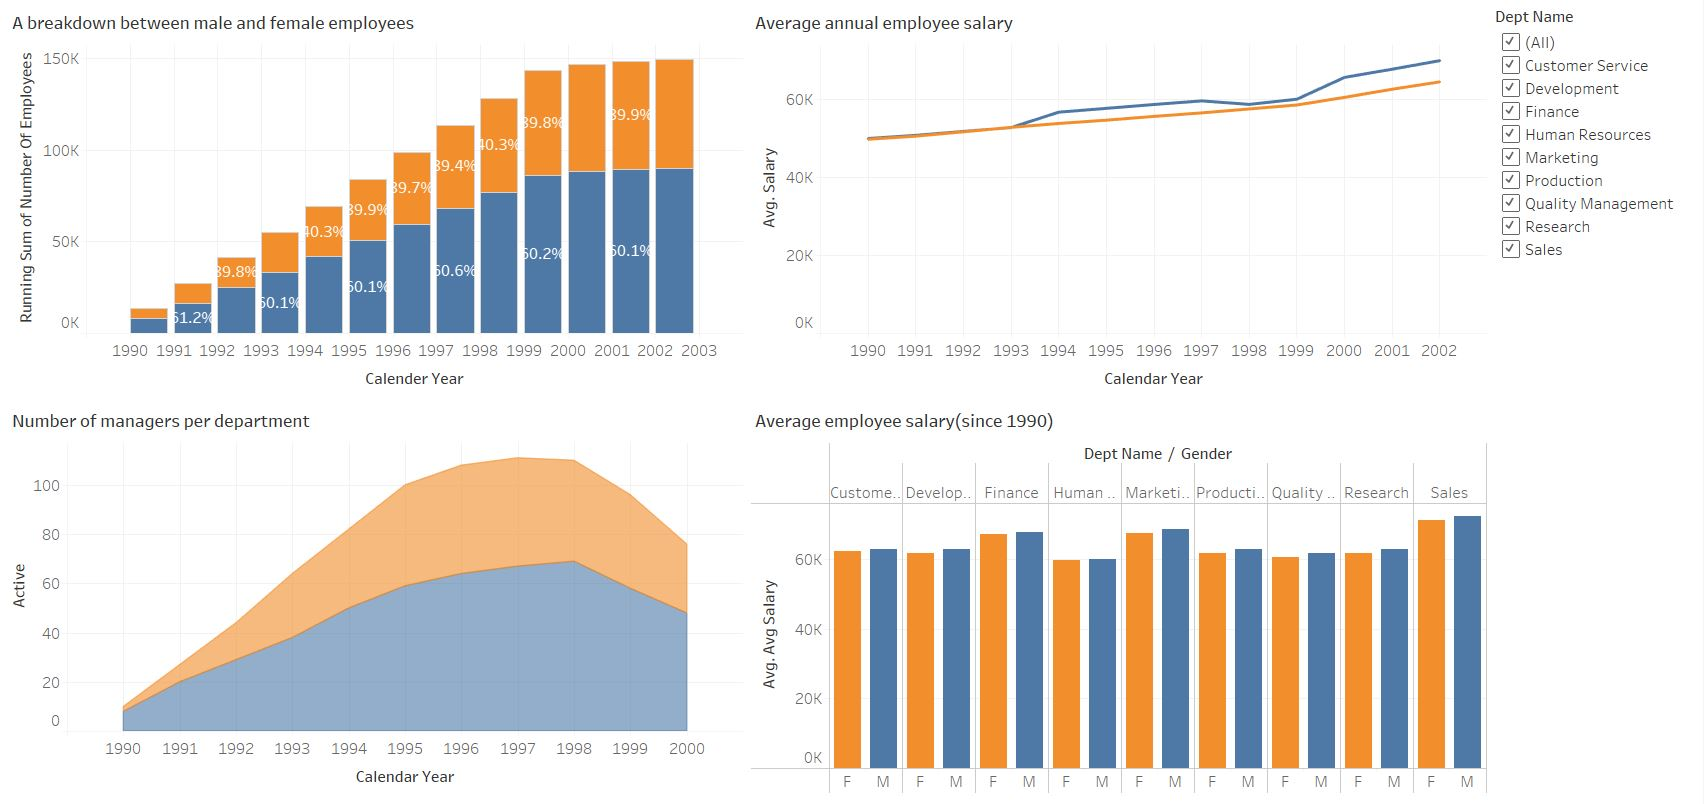 A breakdown between male and female employees
Running Sum of Number Of Employees
150K
100K
50K
0K
61.2%
39.8%
60.1%
40.3%
39.9%
60.1%
39.7%
39.4%
60.6%
40.3%
39.8%
60.2%
39.9%
60.1%
1990 1991 1992 1993 1994 1995 1996 1997 1998 1999 2000 2001 2002 2003
Calender Year
Average annual employee salary
Avg. Salary
60K
40K
20K
0K
1990 1991 1992 1993 1994 1995 1996 1997 1998 1999 2000 2001 2002
Calendar Year
Dept Name
(All)
Customer Service
Development
Finance
Human Resources
Marketing
Production
Quality Management
Research
Sales
Number of managers per department
Active
100
80
60
40
20
0
1990 1991 1992 1993 1994 1995 1996 1997 1998 1999 2000
Calendar Year
Average employee salary(since 1990)
Dept Name / Gender
Custome.. Develop.. Finance Human .. Marketi.. Producti.. Quality .. Research Sales
Avg. Avg Salary
60K
40K
20K
0K
F M F M F M F M F M F M F M F M F M